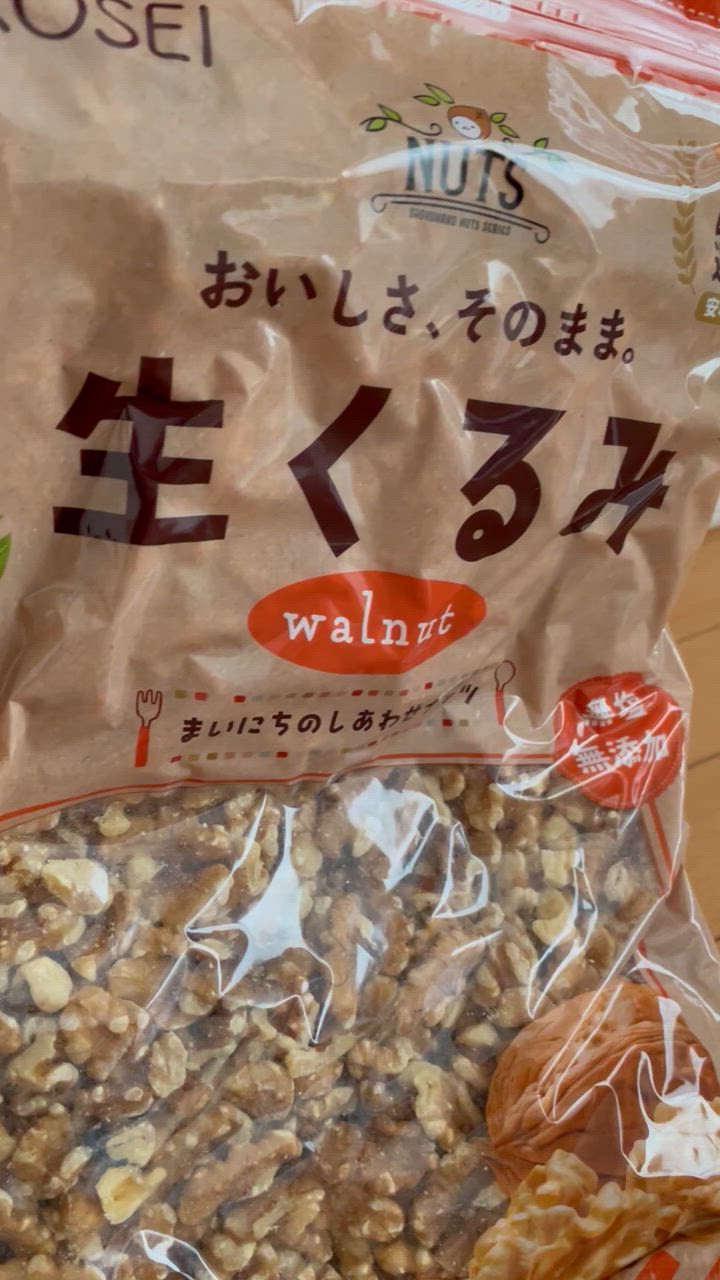 OSEI
NUTS
おいしさ、そのまま。
生くるみ
walnut
まいにちのしあわせナッツ
無塩
無添加